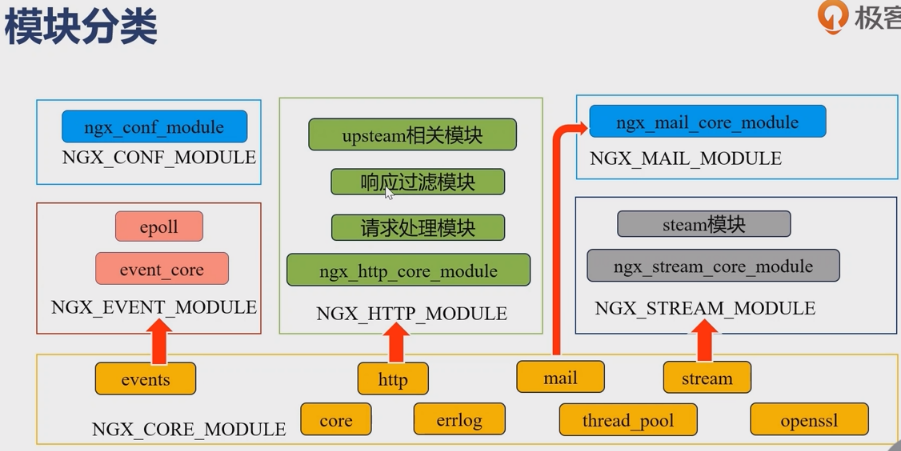 模块分类
极客
ngx_conf_module
NGX_CONF_MODULE
epoll
event_core
NGX_EVENT_MODULE
upsteam相关模块
响应过滤模块
请求处理模块
ngx_http_core_module
NGX_HTTP_MODULE
ngx_mail_core_module
NGX_MAIL_MODULE
steam模块
ngx_stream_core_module
NGX_STREAM_MODULE
events
http
mail
stream
NGX_CORE_MODULE
core
errlog
thread_pool
openssl